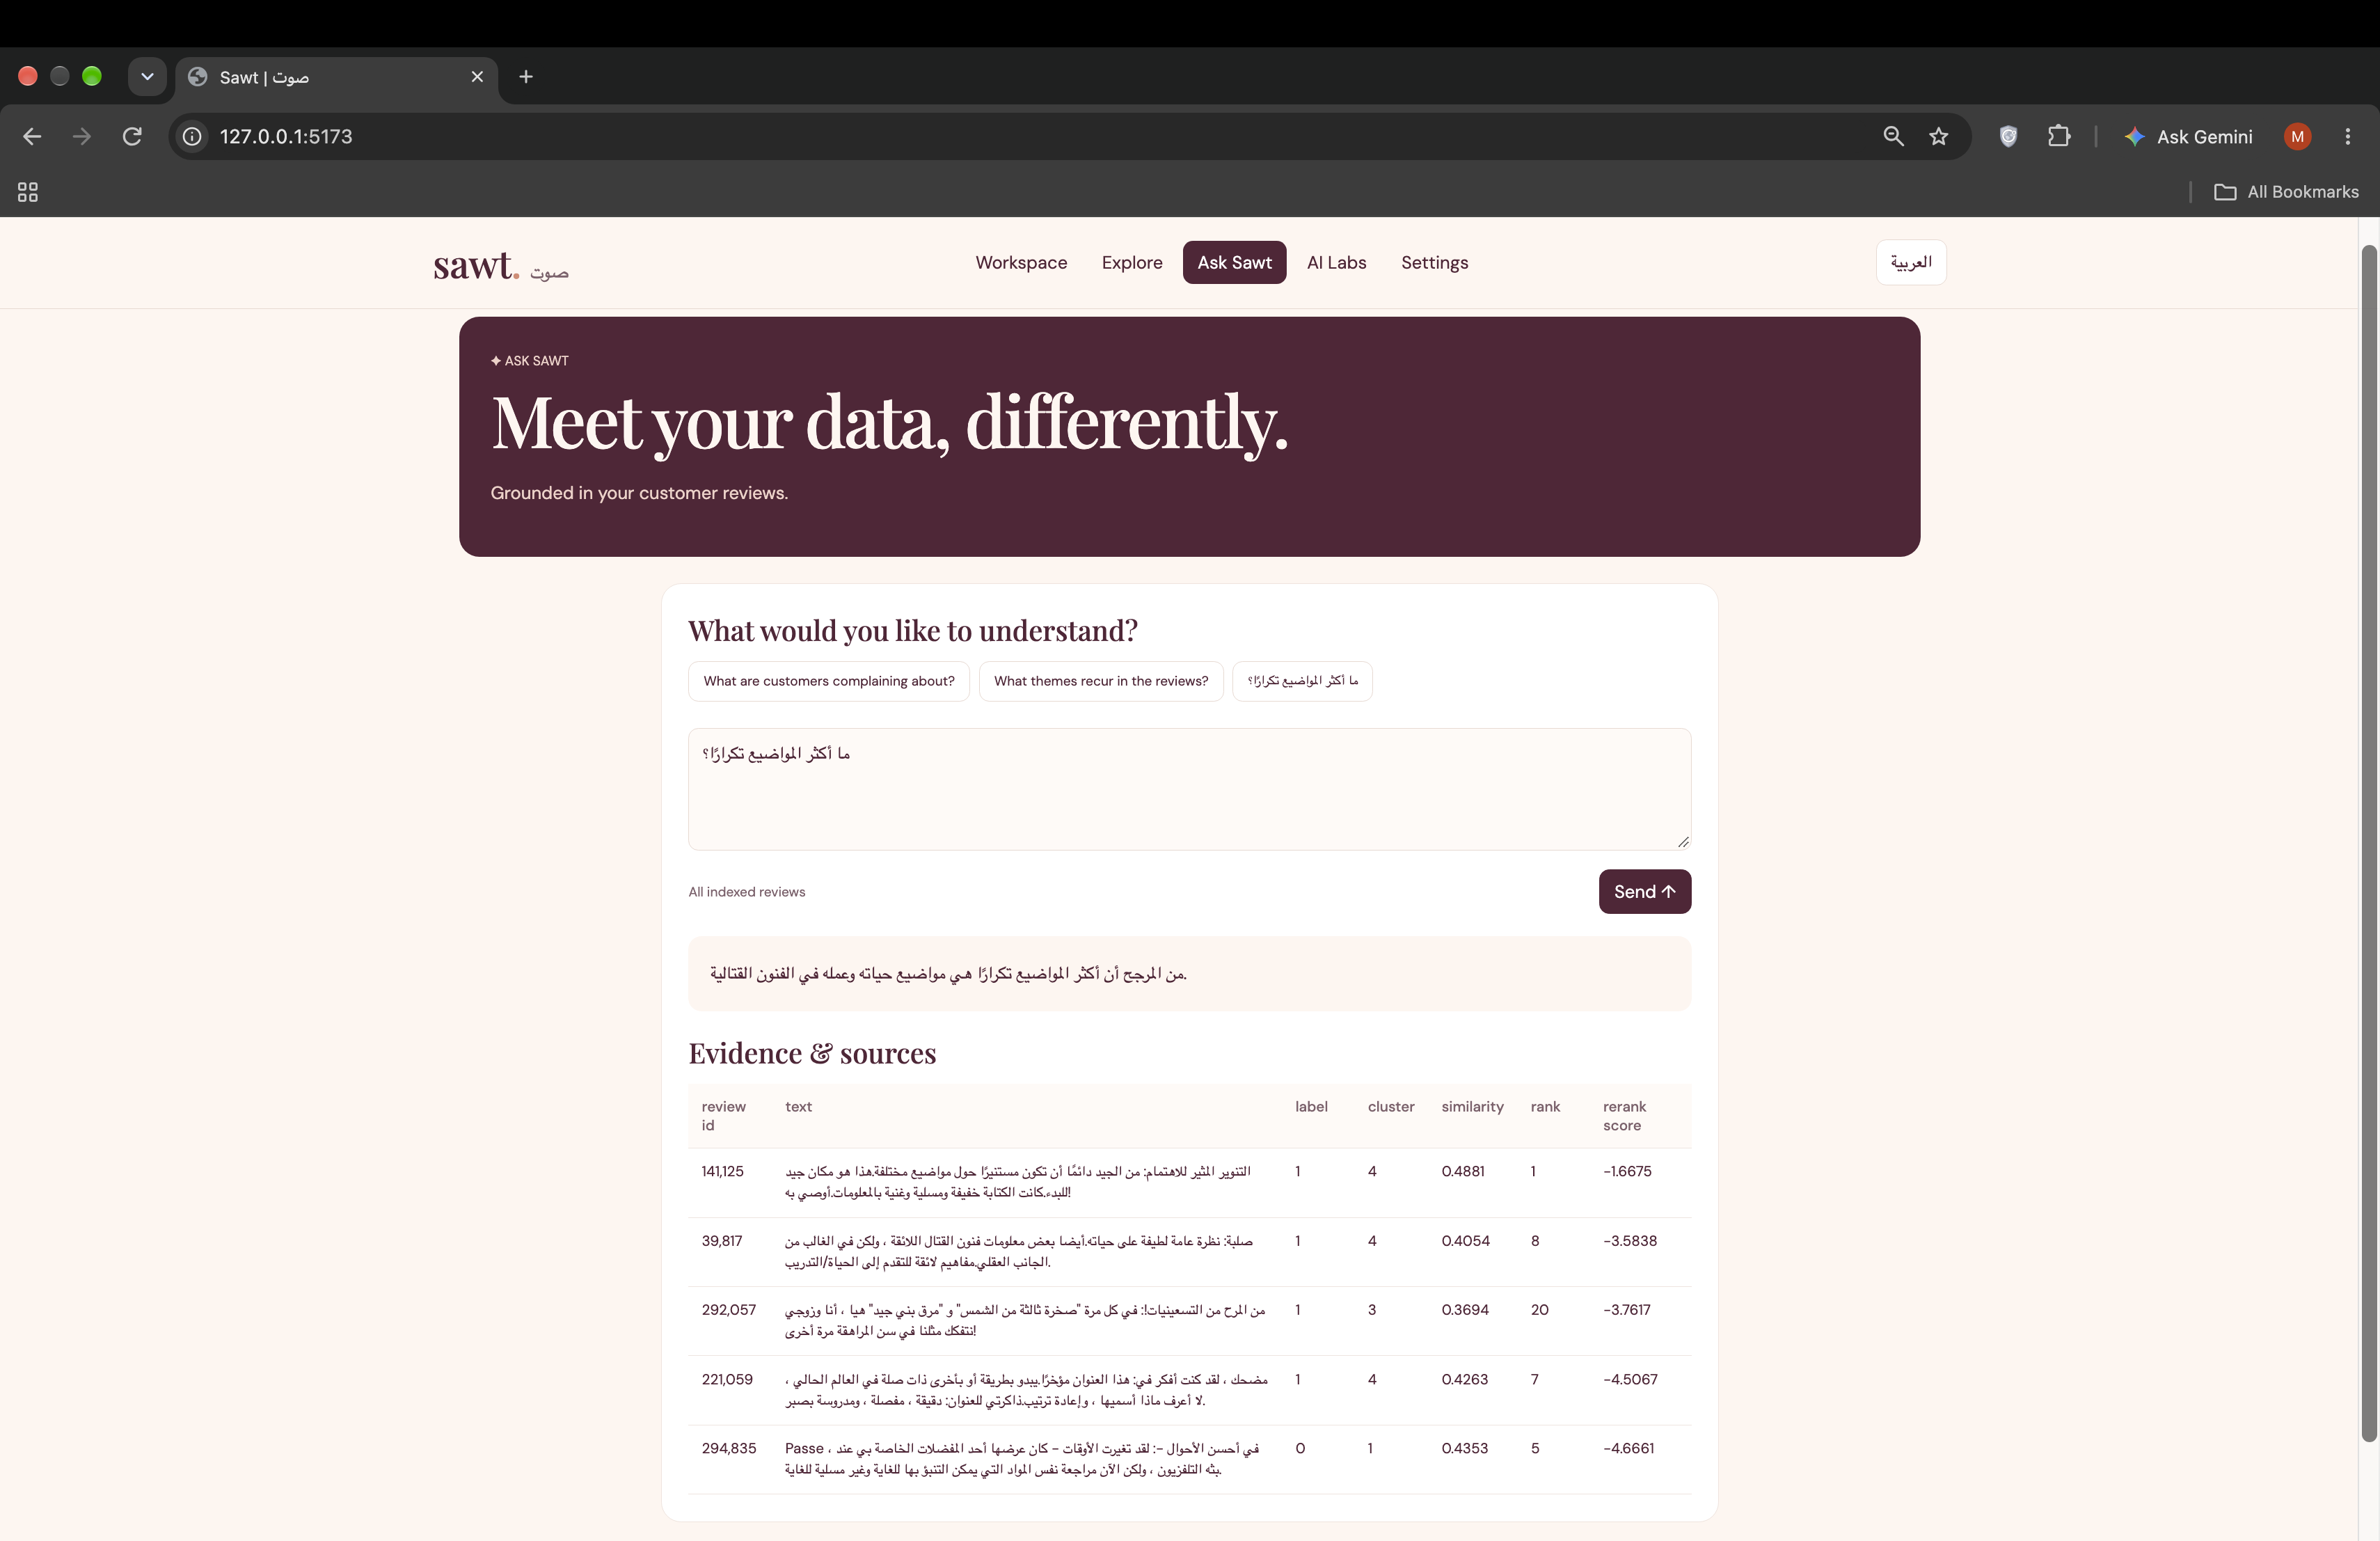 Sawt | صوت
127.0.0.1:5173
Ask Gemini
M
All Bookmarks
sawt. صوت
Workspace
Explore
Ask Sawt
AI Labs
Settings
العربية
✦ ASK SAWT
Meet your data, differently.
Grounded in your customer reviews.
What would you like to understand?
What are customers complaining about?
What themes recur in the reviews?
ما أكثر المواضيع تكرارًا؟
ما أكثر المواضيع تكرارًا؟
All indexed reviews
Send ↑
من المرجح أن أكثر المواضيع تكرارًا هي مواضيع حياته وعمله في الفنون القتالية.
Evidence & sources
review id text label cluster similarity rank rerank score
141,125
التنوير المثير للاهتمام: من الجيد دائمًا أن تكون مستنيرًا حول مواضيع مختلفة.هذا هو مكان جيد
للبدء.كانت الكتابة خفيفة ومسلية وغنية بالمعلومات.أوصي به!
1 4 0.4881 1 -1.6675
39,817
صلبة: نظرة عامة لطيفة على حياته.أيضا بعض معلومات فنون القتال اللائقة ، ولكن في الغالب من
الجانب العقلي.مفاهيم لائقة للتقدم إلى الحياة/التدريب.
1 4 0.4054 8 -3.5838
292,057
من المرح من التسعينيات!: في كل مرة "صخرة ثالثة من الشمس" و "مرق بني جيد" هيا ، أنا وزوجي
نتفكك مثلنا في سن المراهقة مرة أخرى!
1 3 0.3694 20 -3.7617
221,059
مضحك ، لقد كنت أفكر في: هذا العنوان مؤخرًا.يبدو بطريقة أو بأخرى ذات صلة في العالم الحالي ،
لا أعرف ماذا أسميها ، وإعادة ترتيب.ذاكرتي للعنوان: دقيقة ، مفصلة ، ومدروسة بصبر.
1 4 0.4263 7 -4.5067
294,835
Passe ، في أحسن الأحوال -: لقد تغيرت الأوقات - كان عرضها أحد المفضلات الخاصة بي عند
بثه التلفزيون ، ولكن الآن مراجعة نفس المواد التي يمكن التنبؤ بها للغاية وغير مسلية للغاية.
0 1 0.4353 5 -4.6661